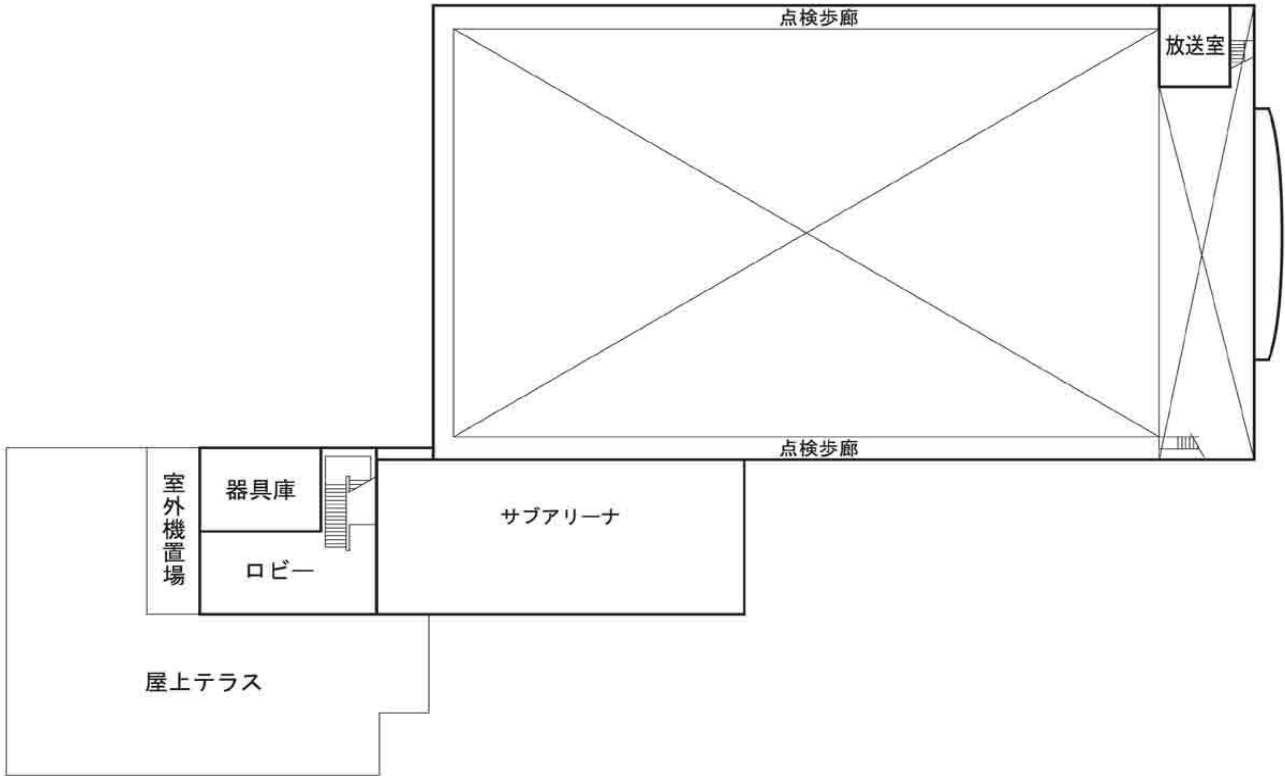 点検歩廊
放送室
点検歩廊
室外機置場
器具庫
サブアリーナ
ロビー
屋上テラス